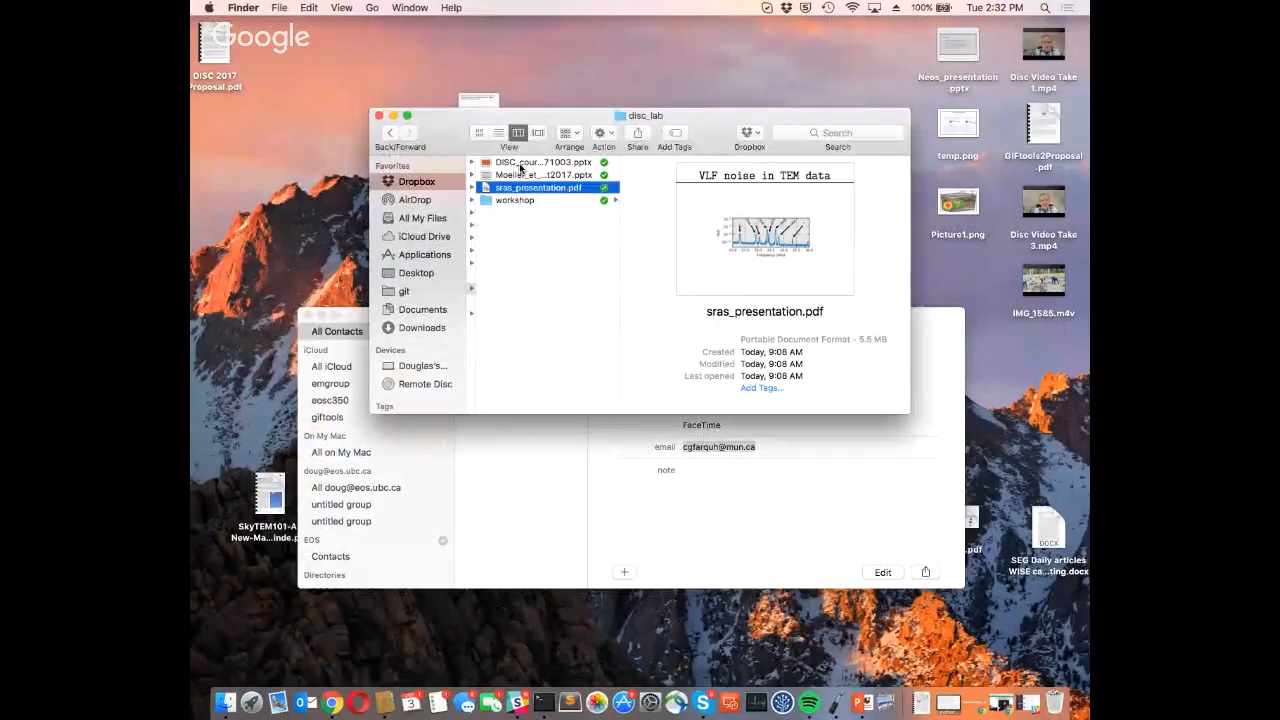 Finder File Edit View Go Window Help
100% Tue 2:32 PM
Google
DISC 2017
Proposal.pdf
Neos_presentation
.pptx
Disc Video Take
1.mp4
temp.png
GIFtools2Proposal
.pdf
Picture1.png
Disc Video Take
3.mp4
IMG_1585.m4v
disc_lab
Back/Forward
View
Arrange
Action
Share
Add Tags
Dropbox
Search
Search
Favorites
Dropbox
AirDrop
All My Files
iCloud Drive
Applications
Desktop
git
Documents
Downloads
Devices
Douglas's...
Remote Disc
Tags
DISC_cour...71003.pptx
Moeller_et_...t2017.pptx
sras_presentation.pdf
workshop
VLF noise in TEM data
sras_presentation.pdf
Portable Document Format - 5.5 MB
Created Today, 9:08 AM
Modified Today, 9:08 AM
Last opened Today, 9:08 AM
Add Tags...
All Contacts
iCloud
All iCloud
emgroup
eosc350
giftools
On My Mac
All on My Mac
doug@eos.ubc.ca
All doug@eos.ubc.ca
untitled group
untitled group
EOS
Contacts
Directories
FaceTime
email cgfarquh@mun.ca
note
Edit
SkyTEM101-A
New-Ma...inde.p
.pdf
DOCX
SEG Daily articles
WISE ca...ting.docx